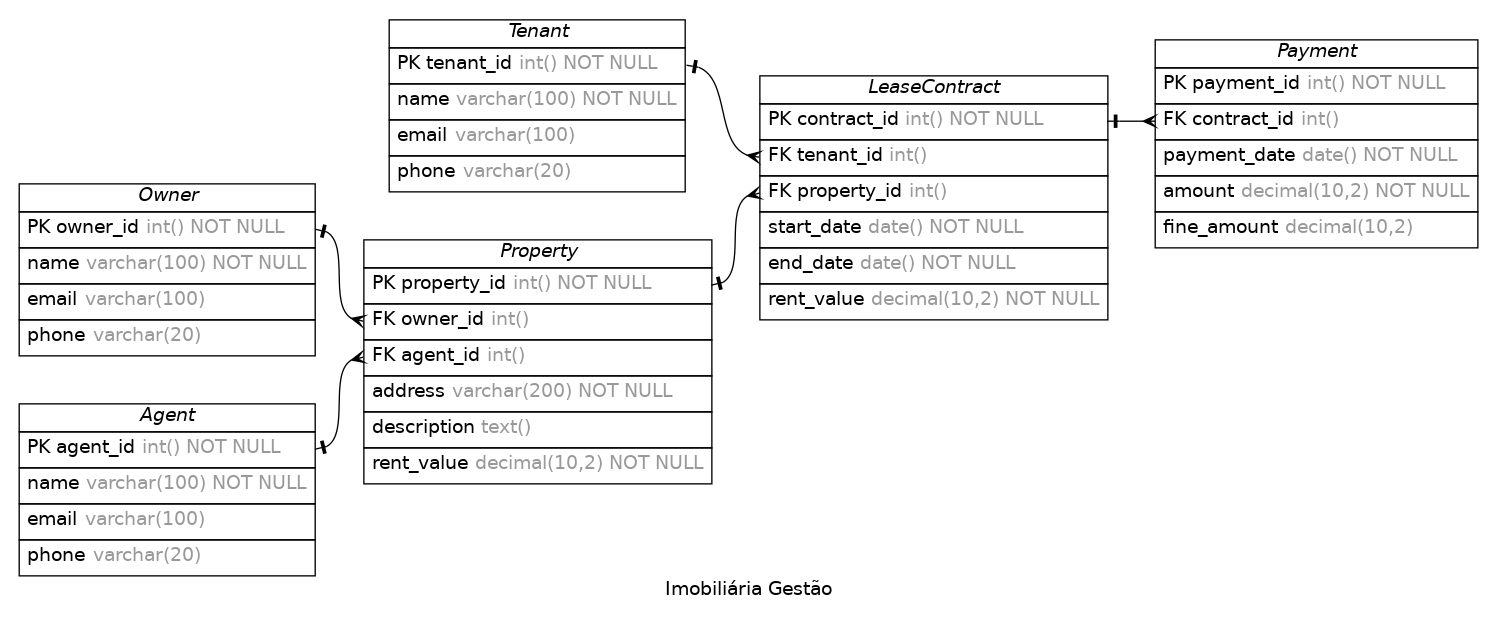 Tenant
PK tenant_id int() NOT NULL
name varchar(100) NOT NULL
email varchar(100)
phone varchar(20)
Owner
PK owner_id int() NOT NULL
name varchar(100) NOT NULL
email varchar(100)
phone varchar(20)
Agent
PK agent_id int() NOT NULL
name varchar(100) NOT NULL
email varchar(100)
phone varchar(20)
Property
PK property_id int() NOT NULL
FK owner_id int()
FK agent_id int()
address varchar(200) NOT NULL
description text()
rent_value decimal(10,2) NOT NULL
LeaseContract
PK contract_id int() NOT NULL
FK tenant_id int()
FK property_id int()
start_date date() NOT NULL
end_date date() NOT NULL
rent_value decimal(10,2) NOT NULL
Payment
PK payment_id int() NOT NULL
FK contract_id int()
payment_date date() NOT NULL
amount decimal(10,2) NOT NULL
fine_amount decimal(10,2)
Imobiliária Gestão